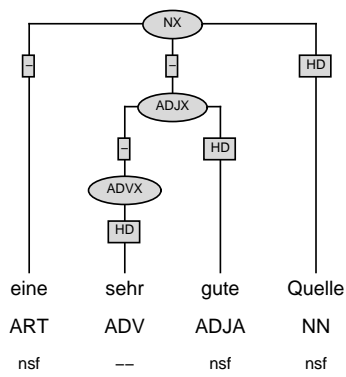 NX
– – HD
ADJX
– HD
ADVX
HD
eine sehr gute Quelle
ART ADV ADJA NN
nsf –– nsf nsf